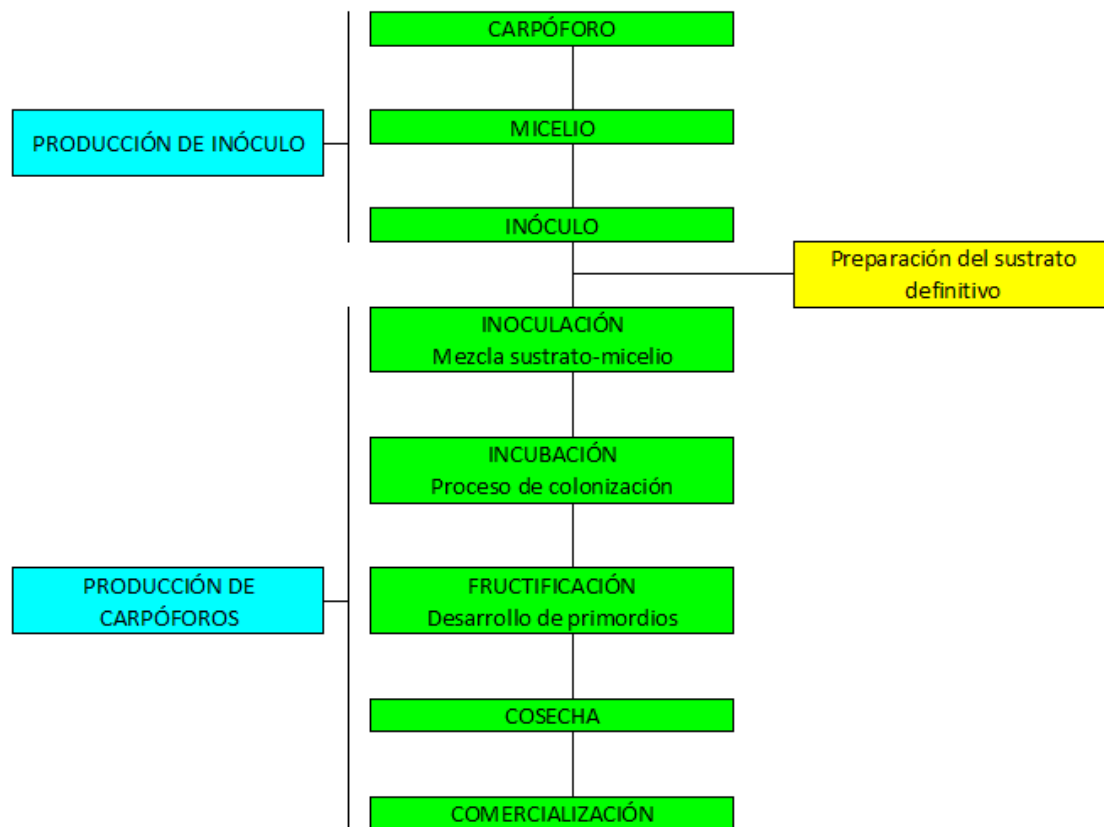 CARPÓFORO
PRODUCCIÓN DE INÓCULO
MICELIO
INÓCULO
Preparación del sustrato
definitivo
INOCULACIÓN
Mezcla sustrato-micelio
INCUBACIÓN
Proceso de colonización
PRODUCCIÓN DE
CARPÓFOROS
FRUCTIFICACIÓN
Desarrollo de primordios
COSECHA
COMERCIALIZACIÓN